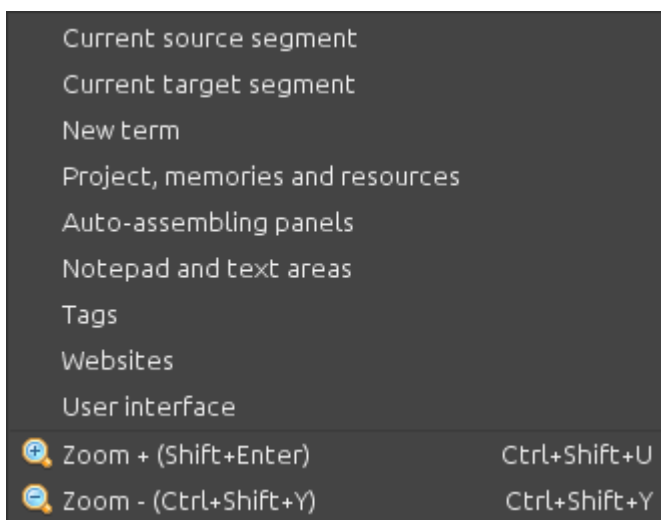 Current source segment
Current target segment
New term
Project, memories and resources
Auto-assembling panels
Notepad and text areas
Tags
Websites
User interface
Zoom + (Shift+Enter) Ctrl+Shift+U
Zoom - (Ctrl+Shift+Y) Ctrl+Shift+Y